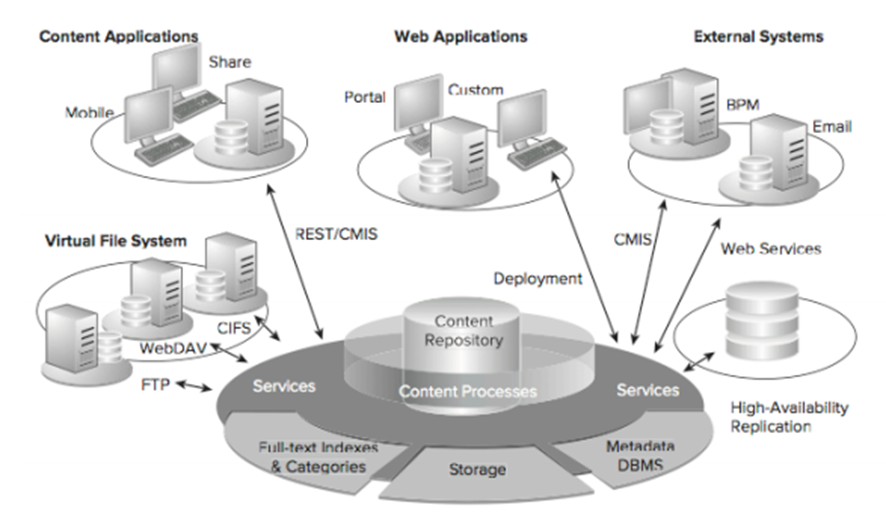 Content Applications
Web Applications
External Systems
Share
Mobile
Portal
Custom
BPM
Email
REST/CMIS
Virtual File System
CMIS
Web Services
Deployment
CIFS
WebDAV
FTP
Content
Repository
Services
Content Processes
Services
High-Availability
Replication
Full-text Indexes
& Categories
Storage
Metadata
DBMS